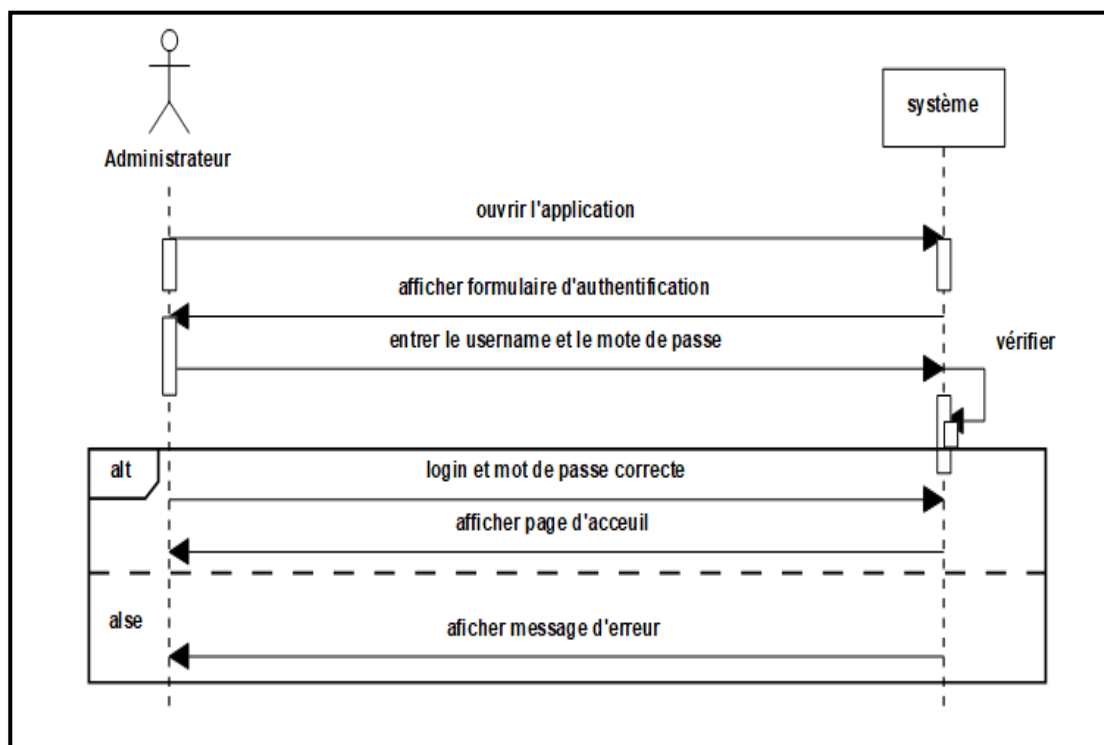 système
Administrateur
ouvrir l'application
afficher formulaire d'authentification
entrer le username et le mote de passe
vérifier
alt
login et mot de passe correcte
afficher page d'acceuil
alse
aficher message d'erreur